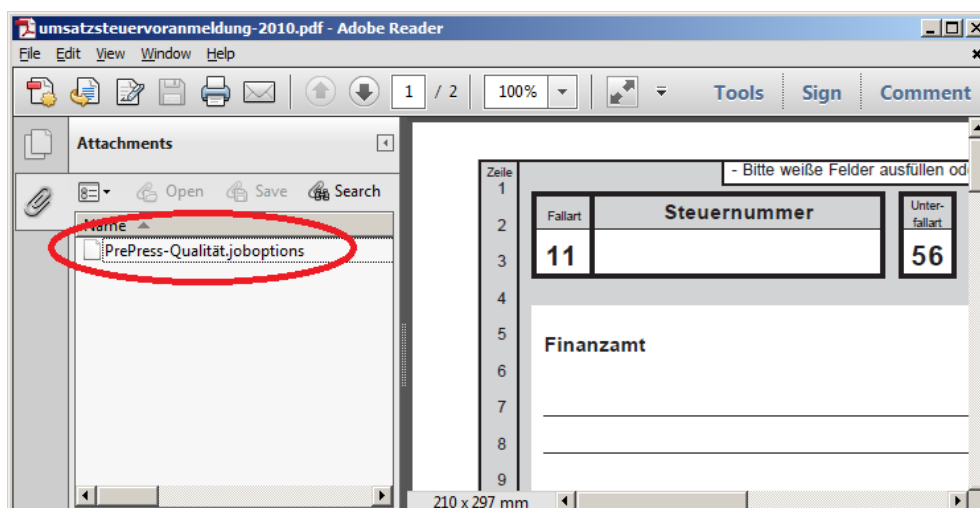 umsatzsteuervoranmeldung-2010.pdf - Adobe Reader
File Edit View Window Help
1 / 2 100% Tools Sign Comment
Attachments
Open Save Search
Name
PrePress-Qualität.joboptions
Zeile
1
2
3
4
5
6
7
8
9
- Bitte weiße Felder ausfüllen
Fallart
11
Steuernummer
Unter-
fallart
56
Finanzamt
210 x 297 mm